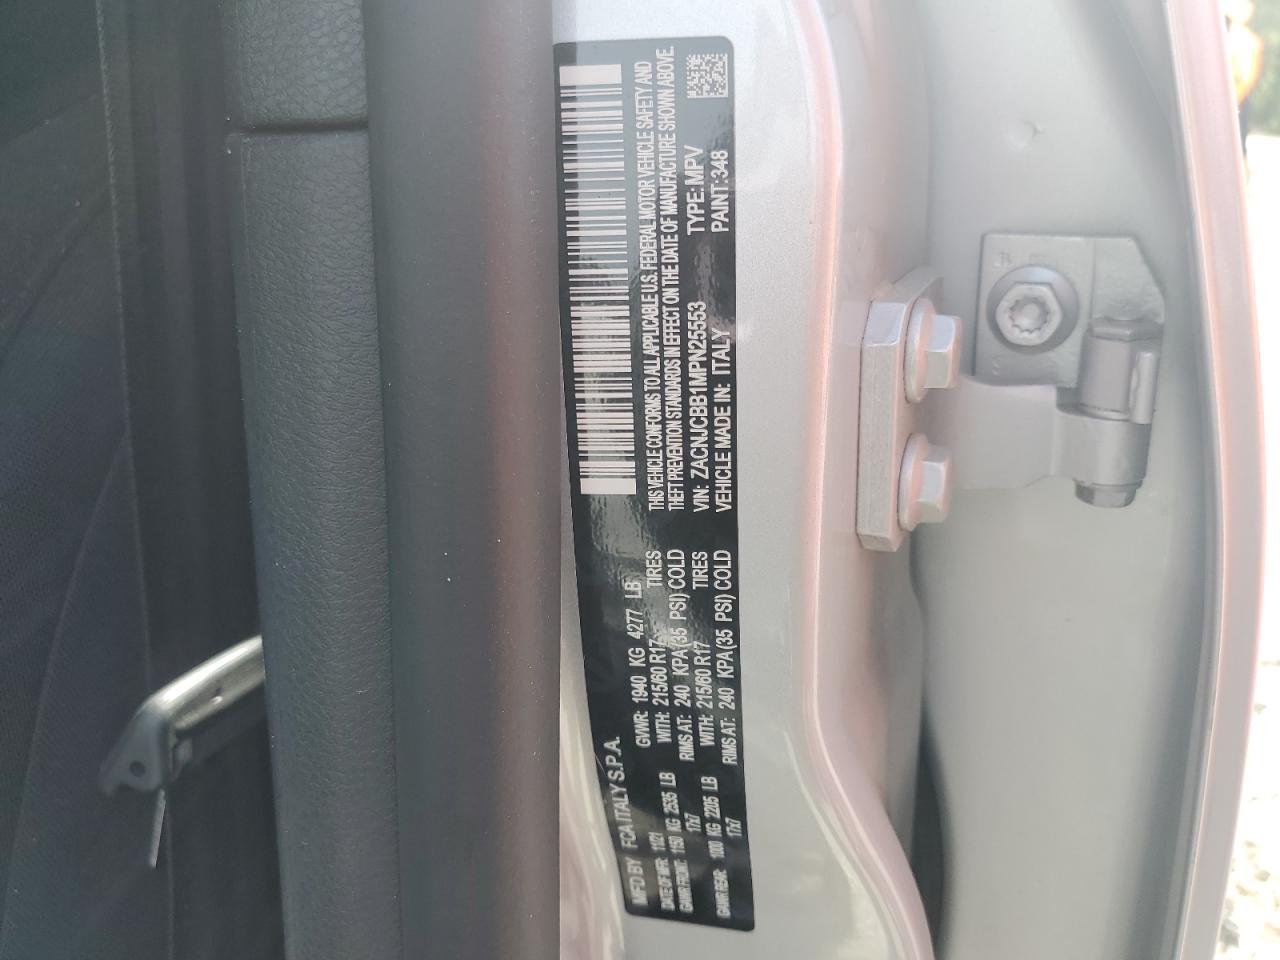 MFD BY FCA ITALY S.P.A.
DATE OF MFR: 11/21 GVWR: 1940 KG 4277 LB
GAWR FRONT: 1150 KG 2535 LB WITH: 215/60 R17 TIRES
17x7 RIMS AT: 240 KPA(35 PSI) COLD
GAWR REAR: 1000 KG 2205 LB WITH: 215/60 R17 TIRES
17x7 RIMS AT: 240 KPA(35 PSI) COLD
THIS VEHICLE CONFORMS TO ALL APPLICABLE U.S. FEDERAL MOTOR VEHICLE SAFETY AND
THEFT PREVENTION STANDARDS IN EFFECT ON THE DATE OF MANUFACTURE SHOWN ABOVE.
VIN: ZACNJCBB1MPN25553 TYPE: MPV
VEHICLE MADE IN: ITALY PAINT: 348